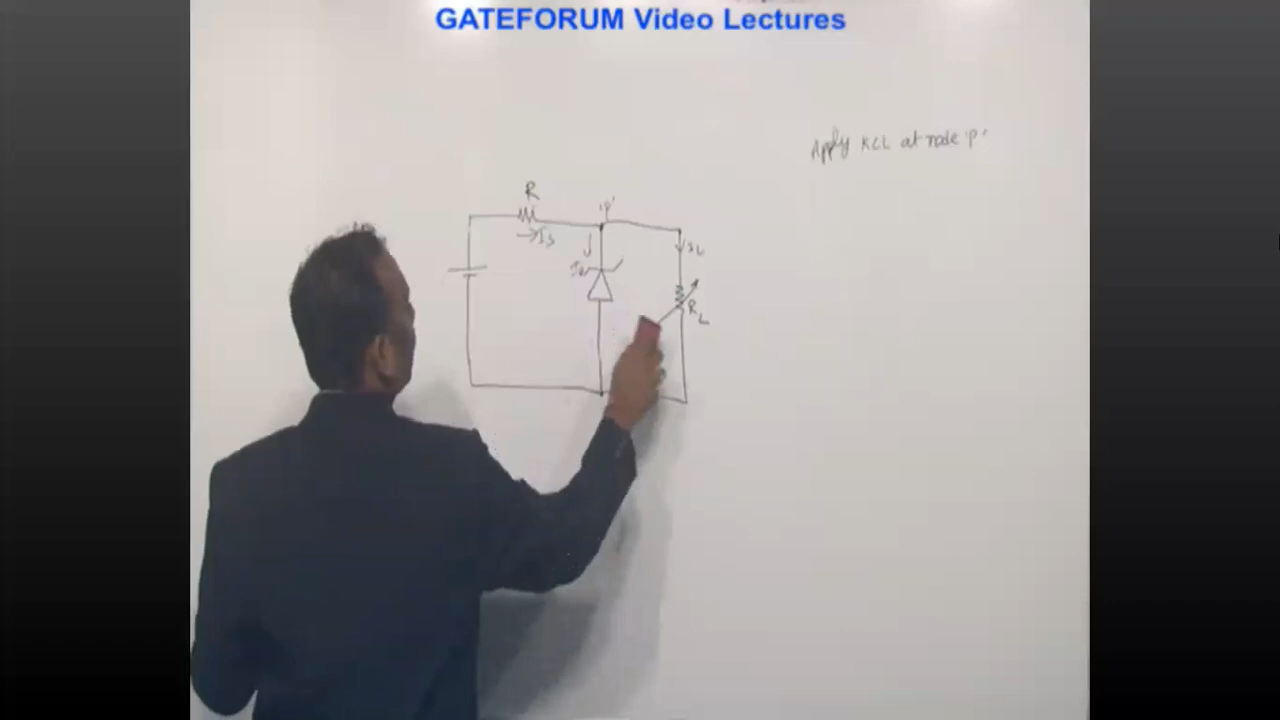 GATEFORUM Video Lectures
Apply KCL at node 'p'
R
'p'
Is
IL
Iz
RL